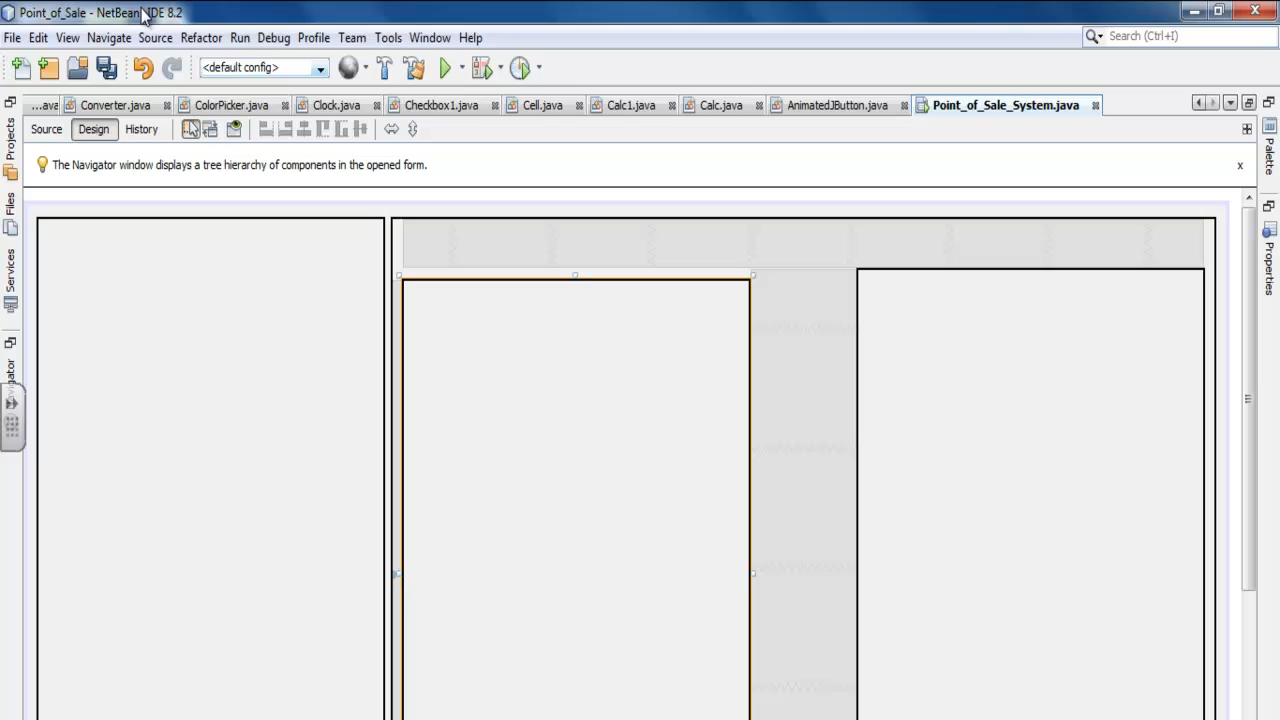 Point_of_Sale - NetBeans IDE 8.2
File Edit View Navigate Source Refactor Run Debug Profile Team Tools Window Help
Search (Ctrl+I)
<default config>
...ava Converter.java ColorPicker.java Clock.java Checkbox1.java Cell.java Calc1.java Calc.java AnimatedJButton.java Point_of_Sale_System.java
Source Design History
The Navigator window displays a tree hierarchy of components in the opened form.
x
Projects
Files
Services
Palette
Properties